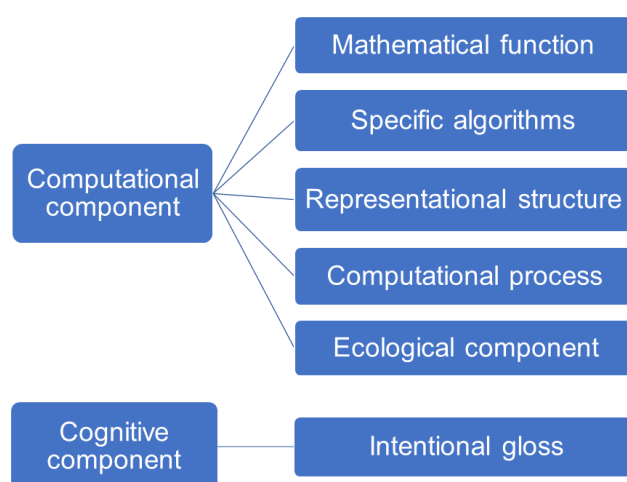 Mathematical function
Specific algorithms
Computational
component
Representational structure
Computational process
Ecological component
Cognitive
component
Intentional gloss